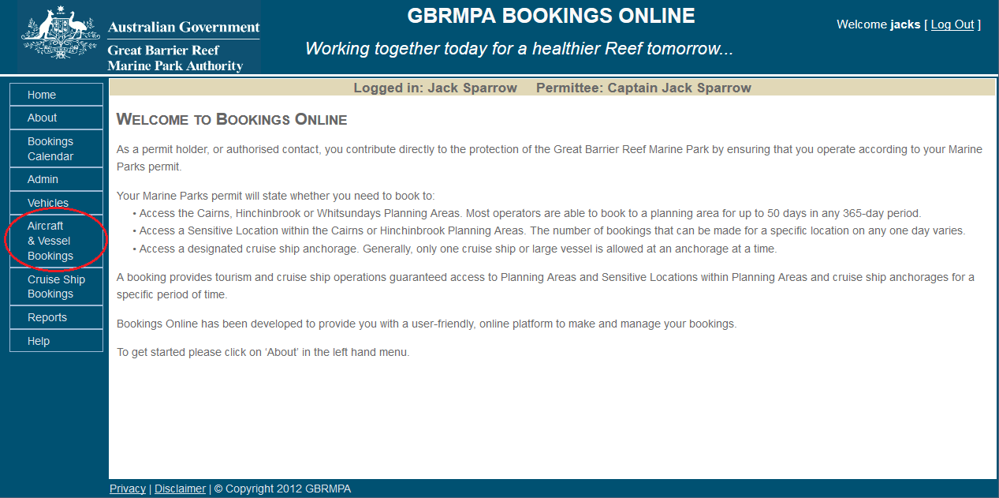 Australian Government
Great Barrier Reef
Marine Park Authority
GBRMPA BOOKINGS ONLINE
Working together today for a healthier Reef tomorrow...
Welcome jacks [ Log Out ]
Home
About
Bookings
Calendar
Admin
Vehicles
Aircraft
& Vessel
Bookings
Cruise Ship
Bookings
Reports
Help
Logged in: Jack Sparrow Permittee: Captain Jack Sparrow
WELCOME TO BOOKINGS ONLINE
As a permit holder, or authorised contact, you contribute directly to the protection of the Great Barrier Reef Marine Park by ensuring that you operate according to your Marine
Parks permit.
Your Marine Parks permit will state whether you need to book to:
• Access the Cairns, Hinchinbrook or Whitsundays Planning Areas. Most operators are able to book to a planning area for up to 50 days in any 365-day period.
• Access a Sensitive Location within the Cairns or Hinchinbrook Planning Areas. The number of bookings that can be made for a specific location on any one day varies.
• Access a designated cruise ship anchorage. Generally, only one cruise ship or large vessel is allowed at an anchorage at a time.
A booking provides tourism and cruise ship operations guaranteed access to Planning Areas and Sensitive Locations within Planning Areas and cruise ship anchorages for a
specific period of time.
Bookings Online has been developed to provide you with a user-friendly, online platform to make and manage your bookings.
To get started please click on 'About' in the left hand menu.
Privacy | Disclaimer | © Copyright 2012 GBRMPA